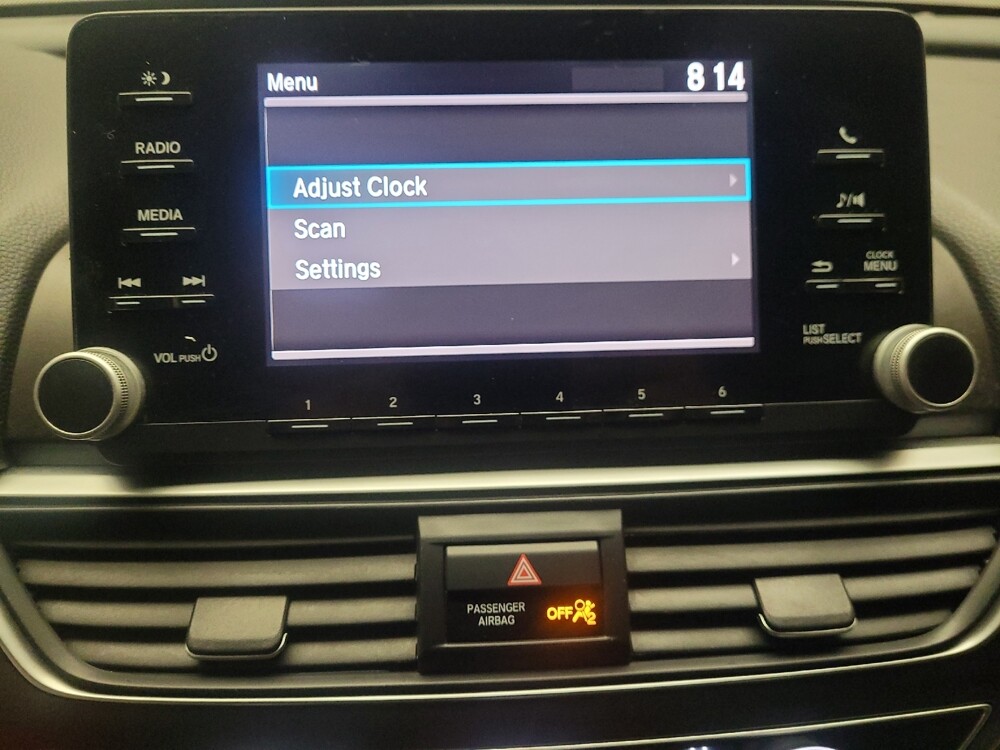 Menu
8 14
Adjust Clock
Scan
Settings
RADIO
MEDIA
VOL PUSH
CLOCK
MENU
LIST
PUSH SELECT
1 2 3 4 5 6
PASSENGER
AIRBAG
OFF
2